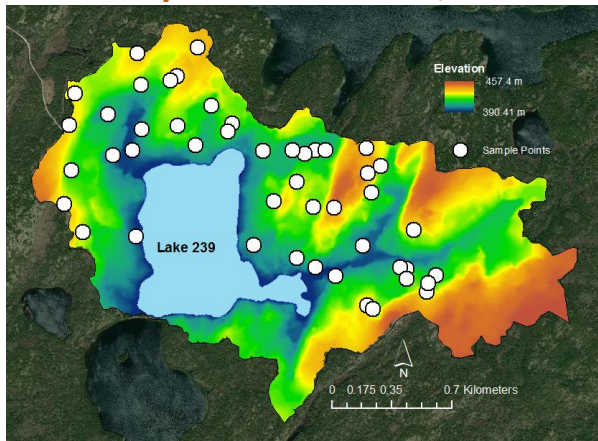 Elevation
457.4 m
390.41 m
Sample Points
Lake 239
N
0 0.175 0.35 0.7 Kilometers